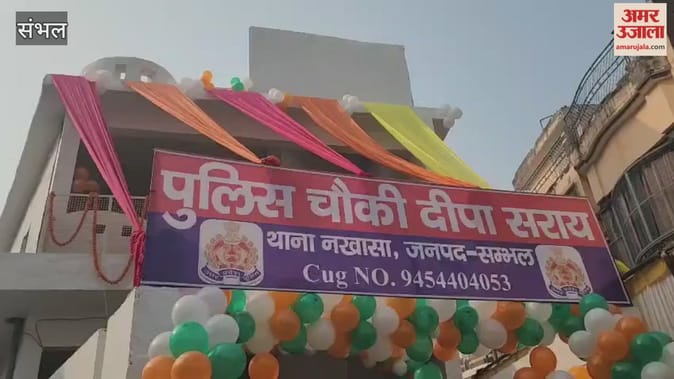 संभल
अमर
उजाला
amarujala.com
पुलिस चौकी दीपा सराय
थाना नखासा, जनपद-सम्भल
Cug NO. 9454404053